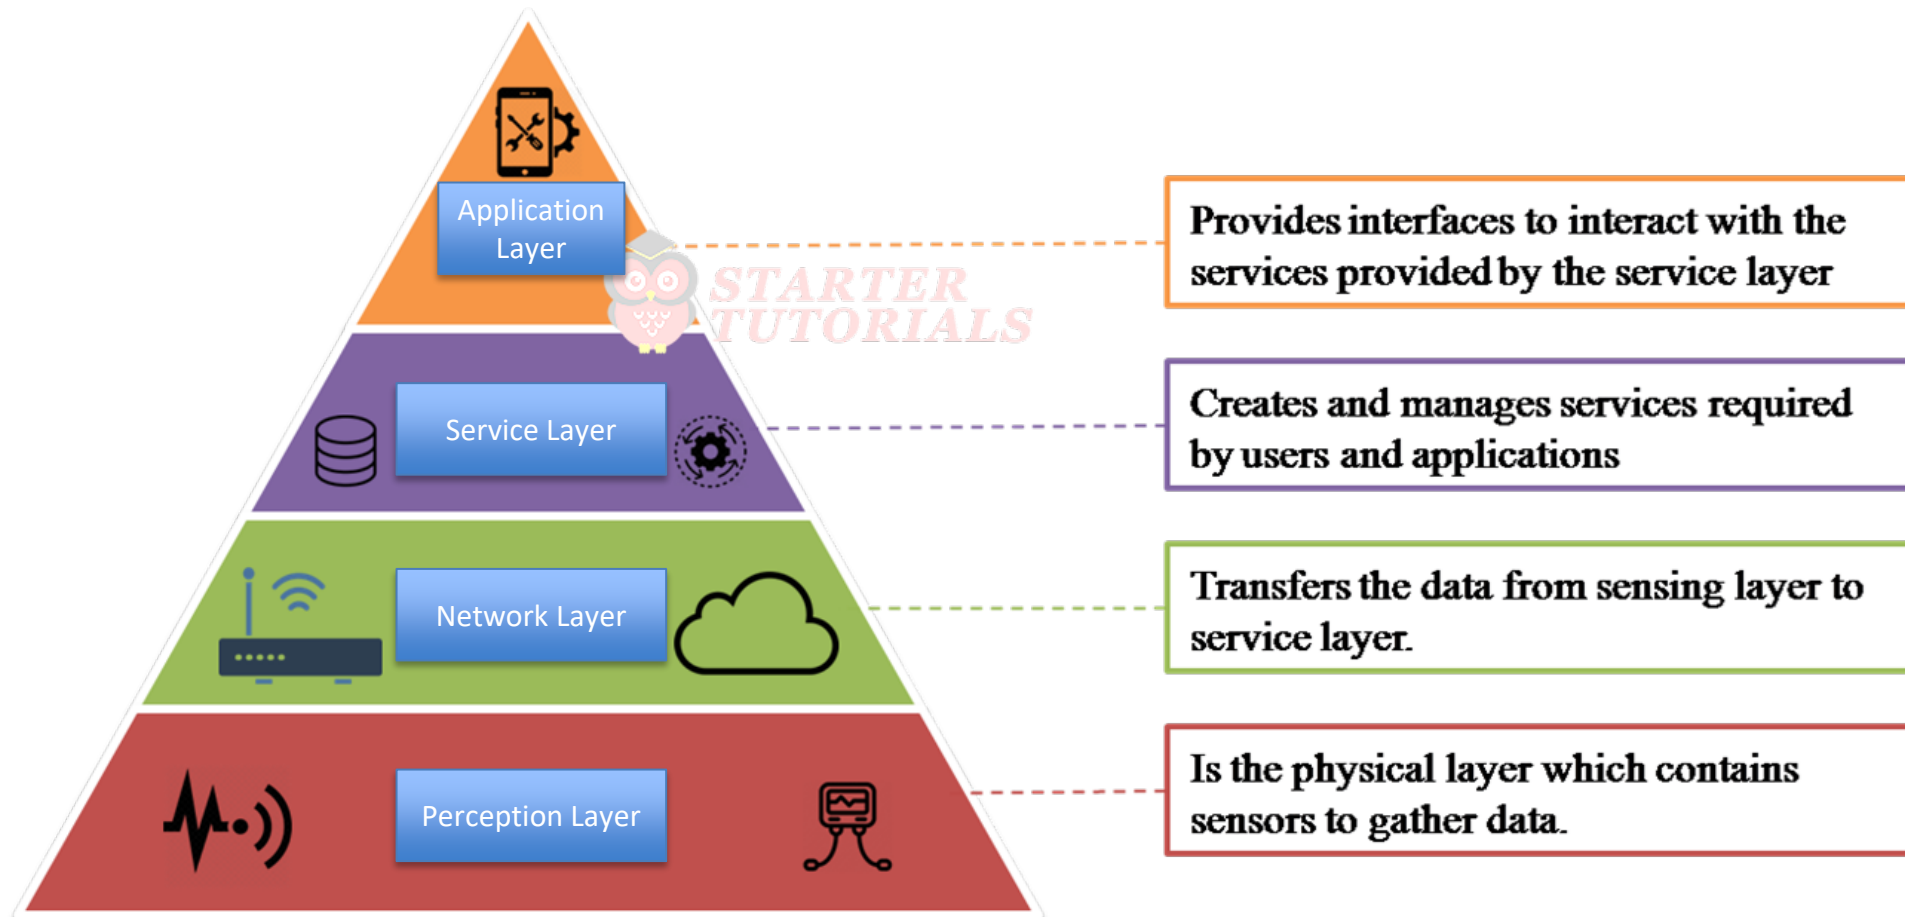 Application
Layer
Provides interfaces to interact with the
services provided by the service layer
STARTER
TUTORIALS
Service Layer
Creates and manages services required
by users and applications
Network Layer
Transfers the data from sensing layer to
service layer.
Perception Layer
Is the physical layer which contains
sensors to gather data.